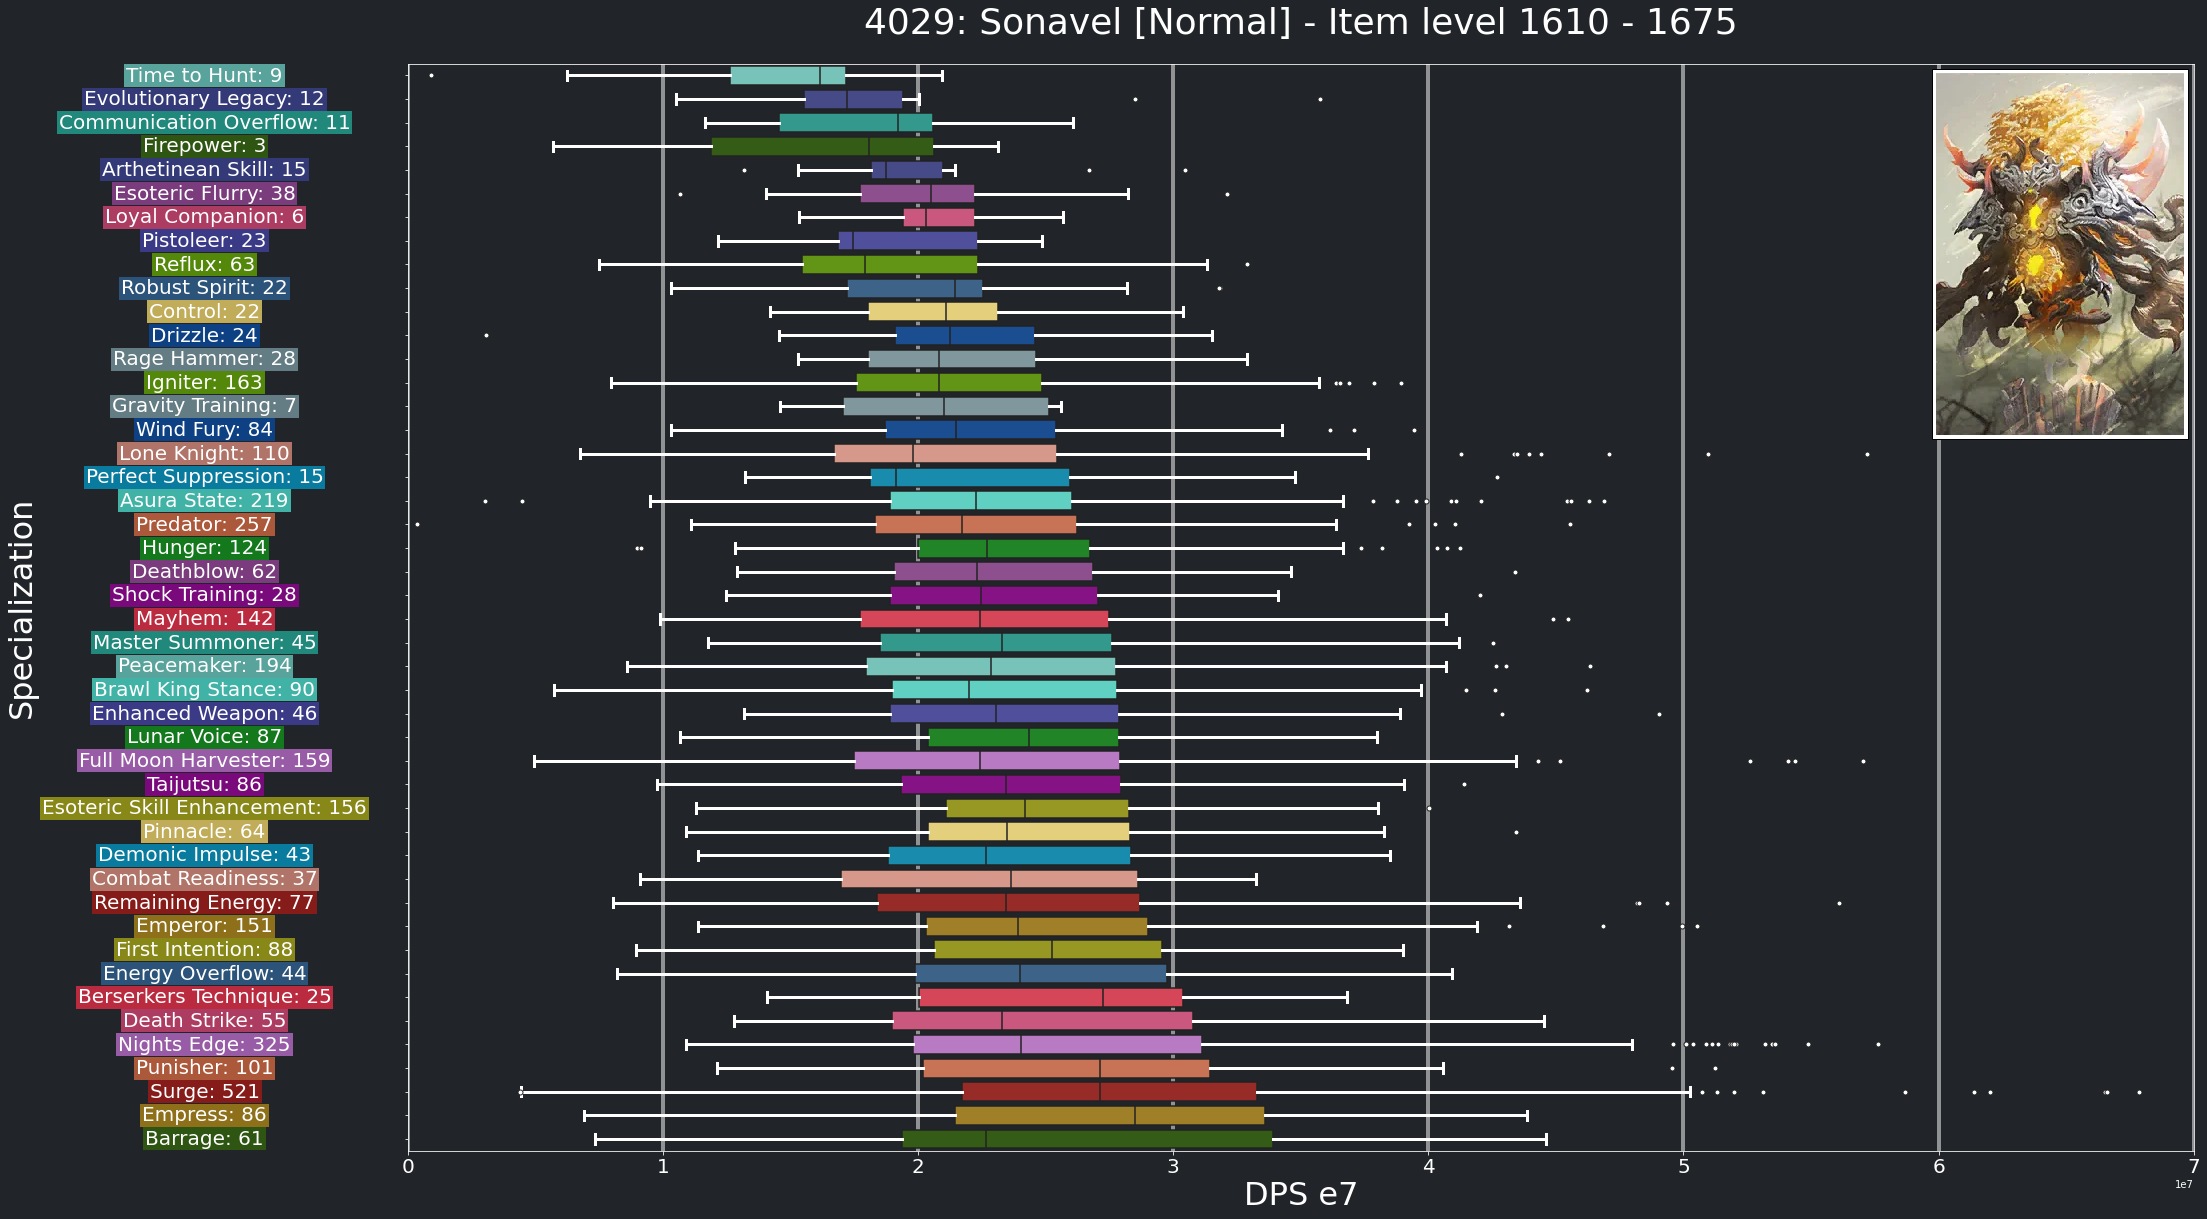 4029: Sonavel [Normal] - Item level 1610 - 1675
Specialization
Time to Hunt: 9
Evolutionary Legacy: 12
Communication Overflow: 11
Firepower: 3
Arthetinean Skill: 15
Esoteric Flurry: 38
Loyal Companion: 6
Pistoleer: 23
Reflux: 63
Robust Spirit: 22
Control: 22
Drizzle: 24
Rage Hammer: 28
Igniter: 163
Gravity Training: 7
Wind Fury: 84
Lone Knight: 110
Perfect Suppression: 15
Asura State: 219
Predator: 257
Hunger: 124
Deathblow: 62
Shock Training: 28
Mayhem: 142
Master Summoner: 45
Peacemaker: 194
Brawl King Stance: 90
Enhanced Weapon: 46
Lunar Voice: 87
Full Moon Harvester: 159
Taijutsu: 86
Esoteric Skill Enhancement: 156
Pinnacle: 64
Demonic Impulse: 43
Combat Readiness: 37
Remaining Energy: 77
Emperor: 151
First Intention: 88
Energy Overflow: 44
Berserkers Technique: 25
Death Strike: 55
Nights Edge: 325
Punisher: 101
Surge: 521
Empress: 86
Barrage: 61
0 1 2 3 4 5 6 7
1e7
DPS e7